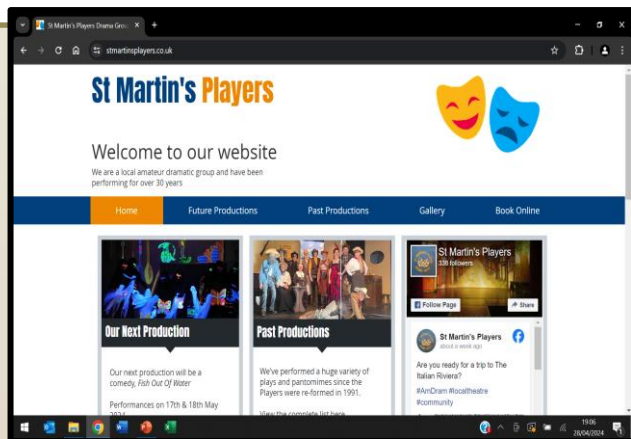 St Martin's Players Drama Grou
stmartinsplayers.co.uk
St Martin's Players
Welcome to our website
We are a local amateur dramatic group and have been
performing for over 30 years
Home Future Productions Past Productions Gallery Book Online
Our Next Production
Our next production will be a
comedy, Fish Out Of Water
Performances on 17th & 18th May
2024
Past Productions
We've performed a huge variety of
plays and pantomimes since the
Players were re-formed in 1991.
View the complete list here
St Martin's Players
338 followers
Follow Page Share
St Martin's Players
about a week ago
Are you ready for a trip to The
Italian Riviera?
#AmDram #localtheatre
#community
19:06
28/04/2024